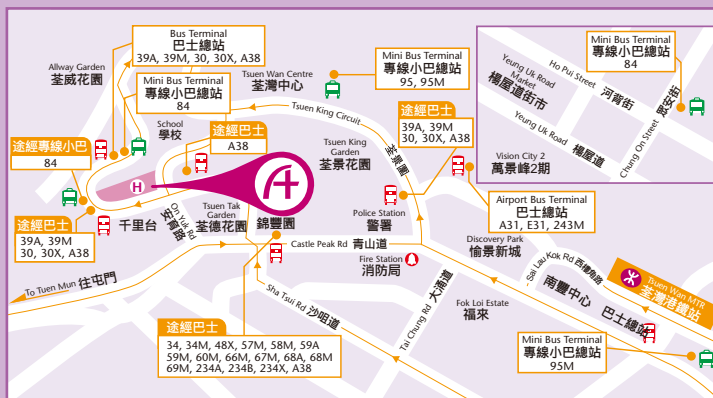 Bus Terminal
巴士總站
39A, 39M, 30, 30X, A38
Allway Garden
荃威花園
Mini Bus Terminal
專線小巴總站
84
School
學校
途經專線小巴
84
途經巴士
A38
Tsuen Wan Centre
荃灣中心
Mini Bus Terminal
專線小巴總站
95, 95M
Tsuen King Circuit
荃景圍
Tsuen King
Garden
荃景花園
途經巴士
39A, 39M
30, 30X, A38
Yeung Uk Road
Market
楊屋道街市
Ho Pui Street 河背街
Mini Bus Terminal
專線小巴總站
84
Yeung Uk Road 楊屋道
Chung On Street 眾安街
Vision City 2
萬景峰2期
H
途經巴士
39A, 39M
30, 30X, A38
千里台
On Yuk Rd
安育路
Tsuen Tak
Garden
荃德花園
錦豐園
Police Station
警署
Airport Bus Terminal
巴士總站
A31, E31, 243M
Castle Peak Rd 青山道
Fire Station
消防局
Discovery Park
愉景新城
Sai Lau Kok Rd 西樓角路
To Tuen Mun 往屯門
Sha Tsui Rd 沙咀道
Tai Chung Rd 大涌道
Fok Loi Estate
福來
南豐中心
Tsuen Wan MTR
荃灣港鐵站
巴士總站
途經巴士
34, 34M, 48X, 57M, 58M, 59A
59M, 60M, 66M, 67M, 68A, 68M
69M, 234A, 234B, 234X, A38
Mini Bus Terminal
專線小巴總站
95M